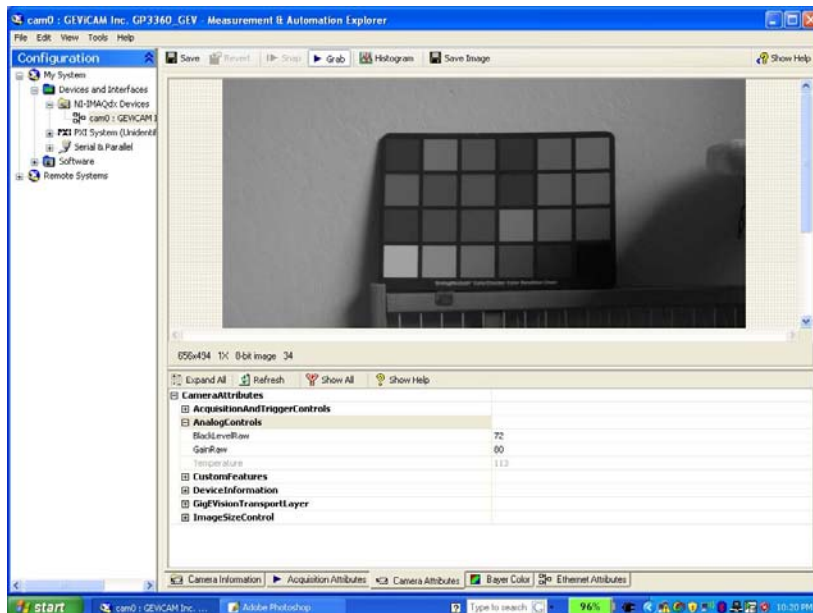 cam0 : GEViCAM Inc. GP3360_GEV - Measurement & Automation Explorer
File Edit View Tools Help
Configuration
Save Revert Snap Grab Histogram Save Image Show Help
My System
Devices and Interfaces
NI-IMAQdx Devices
cam0 : GEViCAM I
PXI PXI System (Unidentif
Serial & Parallel
Software
Remote Systems
656x494 1X 8-bit image 34
Expand All Refresh Show All Show Help
CameraAttributes
AcquisitionAndTriggerControls
AnalogControls
BlackLevelRaw 72
GainRaw 80
Temperature 113
CustomFeatures
DeviceInformation
GigEVisionTransportLayer
ImageSizeControl
Camera Information Acquisition Attributes Camera Attributes Bayer Color Ethernet Attributes
start cam0 : GEViCAM Inc. ... Adobe Photoshop Type to search 96% 10:20 PM